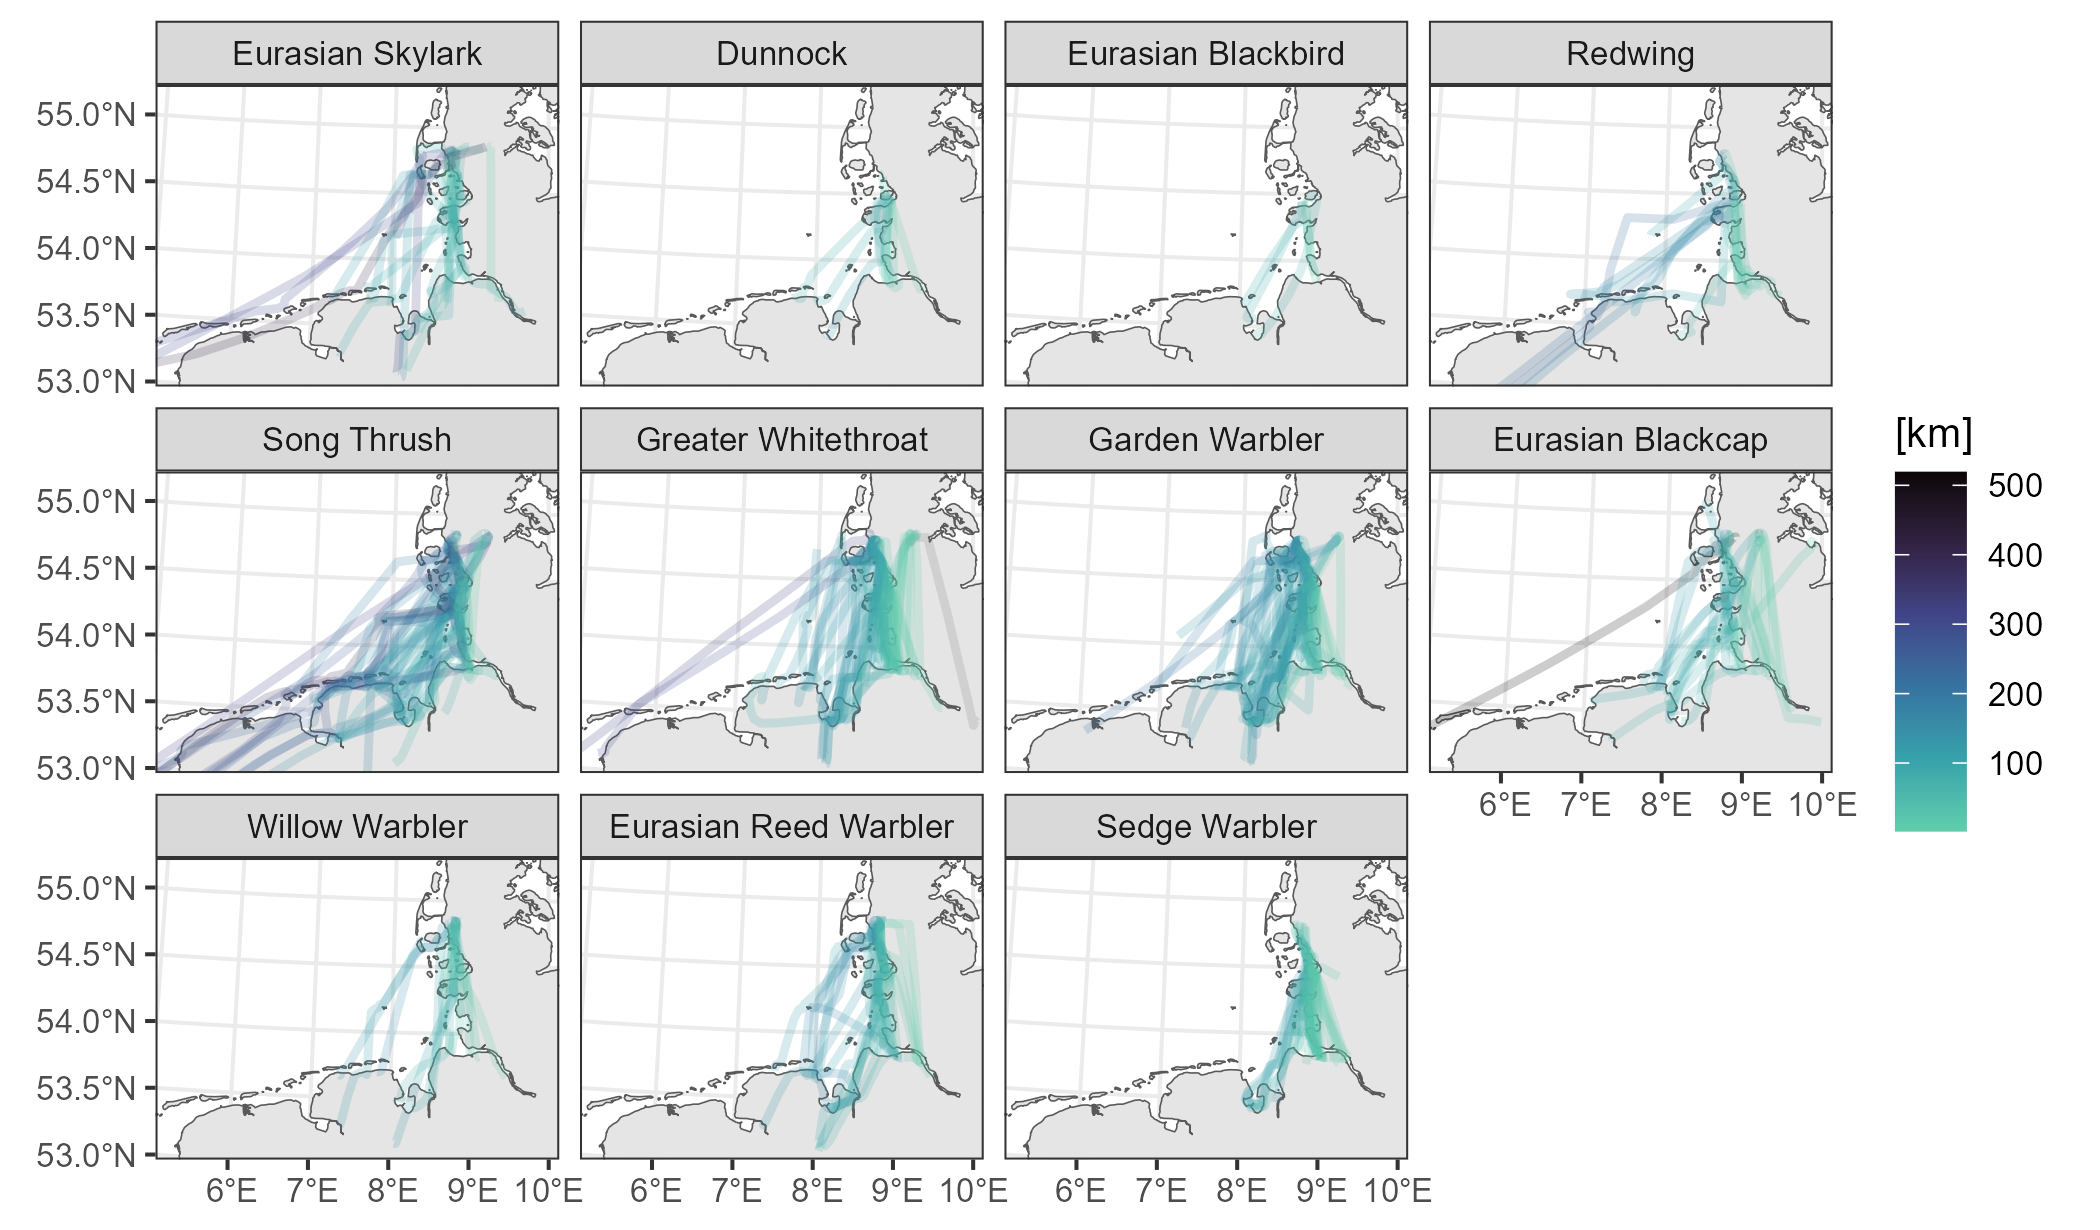 Eurasian Skylark Dunnock Eurasian Blackbird Redwing
55.0°N
54.5°N
54.0°N
53.5°N
53.0°N
Song Thrush Greater Whitethroat Garden Warbler Eurasian Blackcap
55.0°N
54.5°N
54.0°N
53.5°N
53.0°N
6°E 7°E 8°E 9°E 10°E
[km]
500
400
300
200
100
Willow Warbler Eurasian Reed Warbler Sedge Warbler
55.0°N
54.5°N
54.0°N
53.5°N
53.0°N
6°E 7°E 8°E 9°E 10°E 6°E 7°E 8°E 9°E 10°E 6°E 7°E 8°E 9°E 10°E